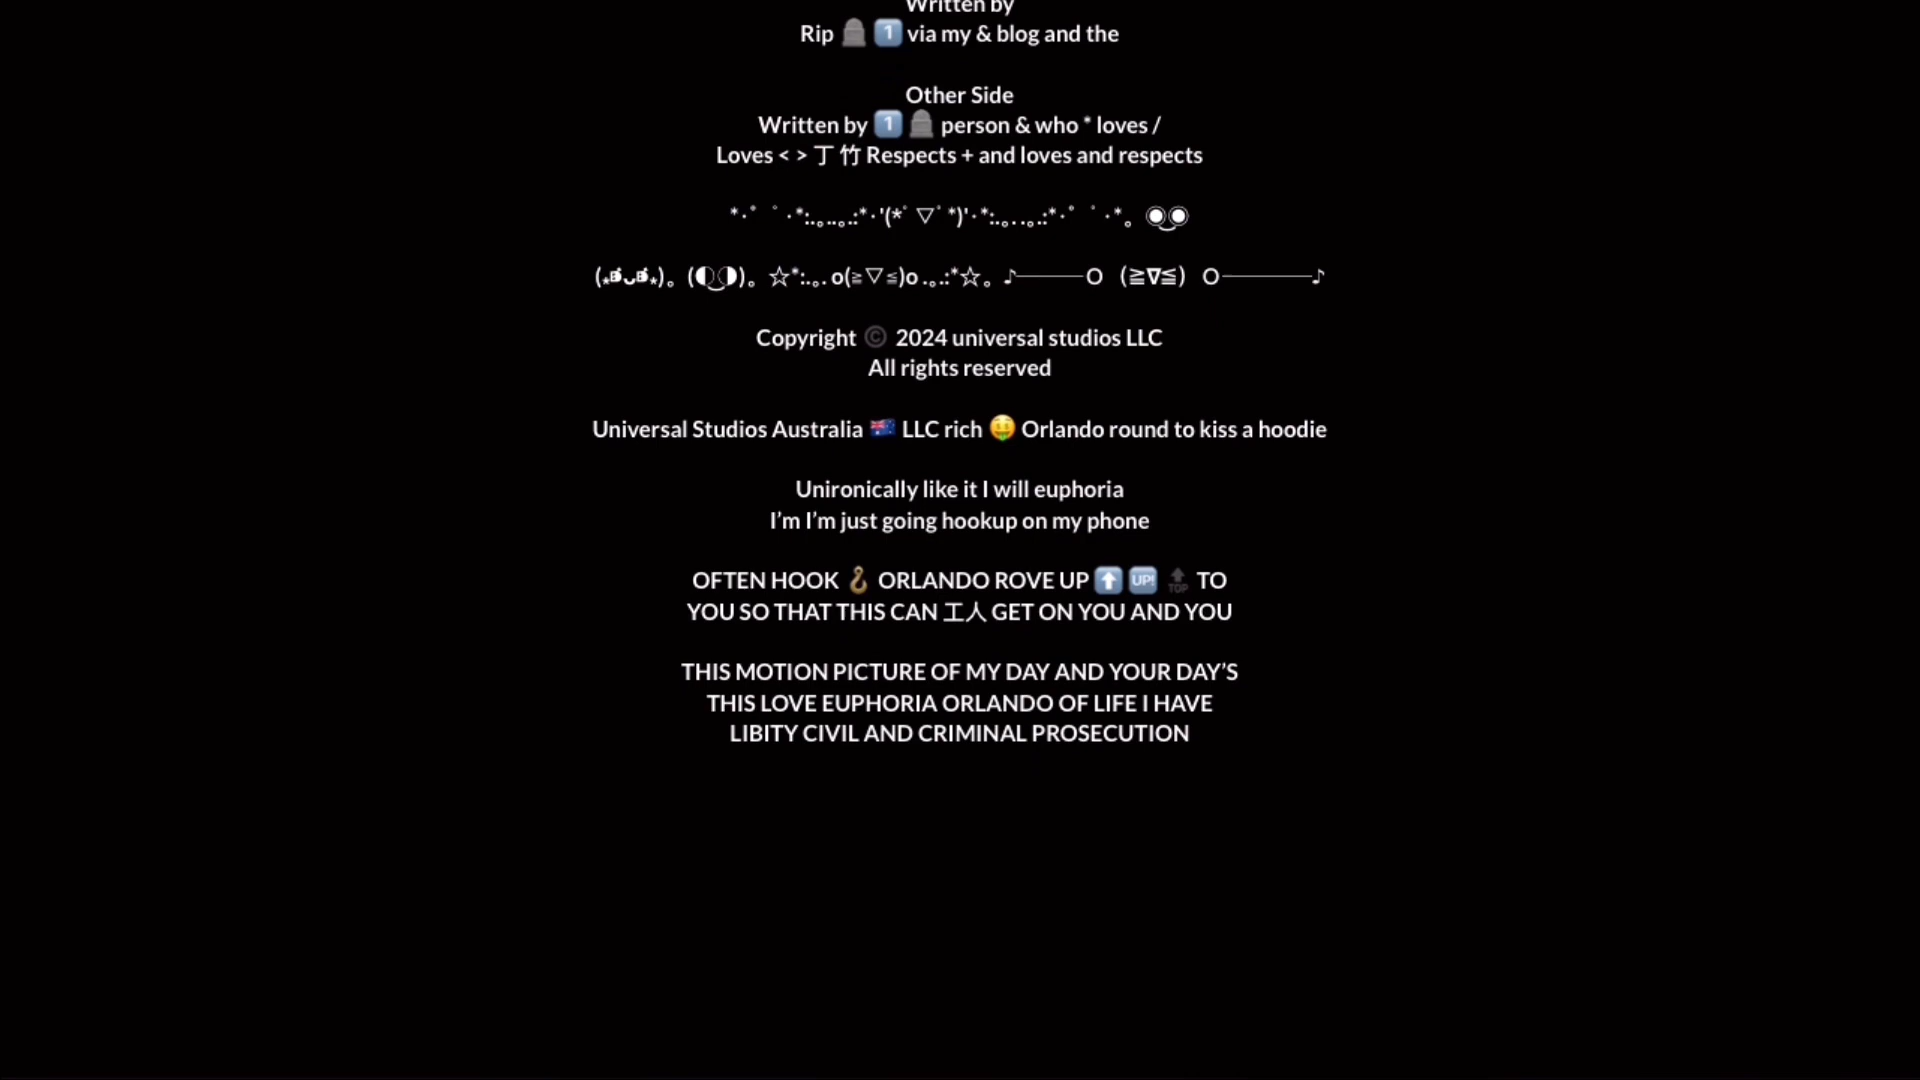 Written by
Rip 🪦 1️⃣ via my & blog and the
Other Side
Written by 1️⃣ 🪦 person & who * loves /
Loves < > 丁 竹 Respects + and loves and respects
*･゜ﾟ･*:.｡..｡.:*･'(*ﾟ▽ﾟ*)'･*:.｡. .｡.:*･゜ﾟ･*。◉‿◉
(⁎⁍̴̛ᴗ⁍̴̛⁎)。(◐‿◑)。☆*:.｡. o(≧▽≦)o .｡.:*☆。♪───Ｏ（≧∇≦）Ｏ────♪
Copyright ©️ 2024 universal studios LLC
All rights reserved
Universal Studios Australia 🇦🇺 LLC rich 🤑 Orlando round to kiss a hoodie
Unironically like it I will euphoria
I’m I’m just going hookup on my phone
OFTEN HOOK 🪝 ORLANDO ROVE UP ⬆️ 🆙 🔝 TO
YOU SO THAT THIS CAN 工人 GET ON YOU AND YOU
THIS MOTION PICTURE OF MY DAY AND YOUR DAY’S
THIS LOVE EUPHORIA ORLANDO OF LIFE I HAVE
LIBITY CIVIL AND CRIMINAL PROSECUTION